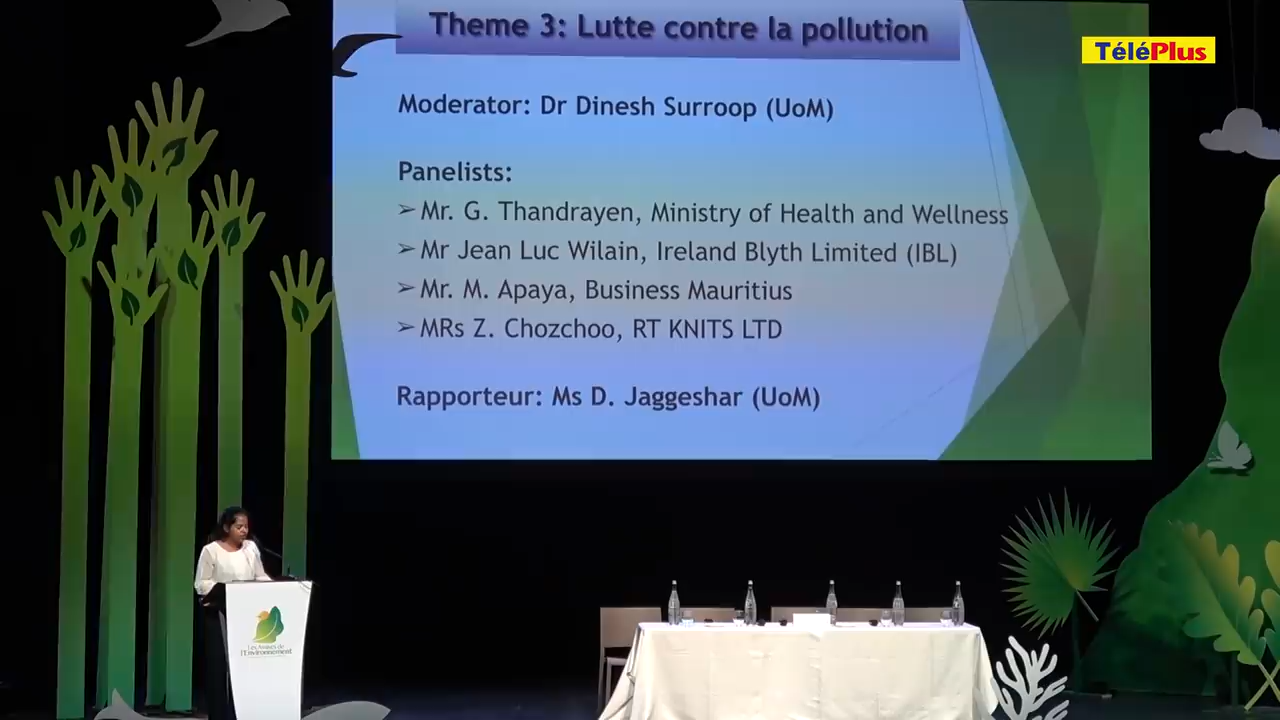 Theme 3: Lutte contre la pollution
TéléPlus
Moderator: Dr Dinesh Surroop (UoM)
Panelists:
➢Mr. G. Thandrayen, Ministry of Health and Wellness
➢Mr Jean Luc Wilain, Ireland Blyth Limited (IBL)
➢Mr. M. Apaya, Business Mauritius
➢MRs Z. Chozchoo, RT KNITS LTD
Rapporteur: Ms D. Jaggeshar (UoM)
Les Assises de
l'Environnement